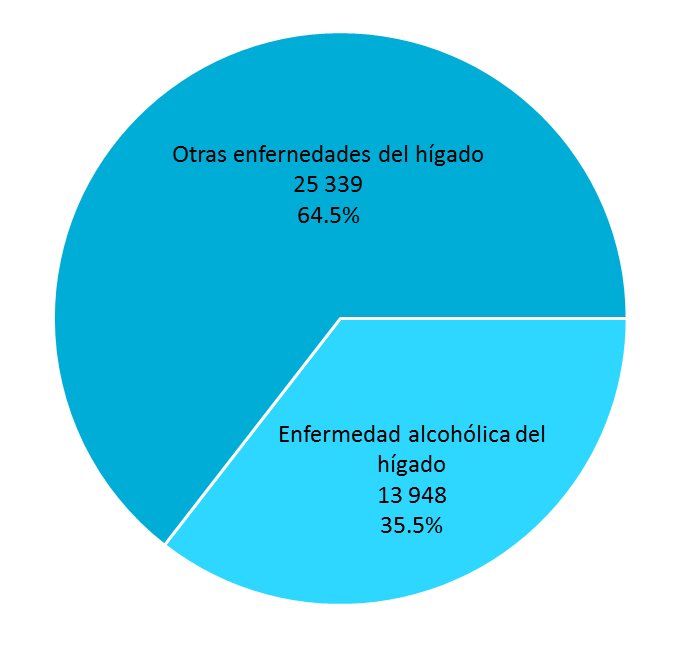 Otras enfernedades del hígado
25 339
64.5%
Enfermedad alcohólica del
hígado
13 948
35.5%